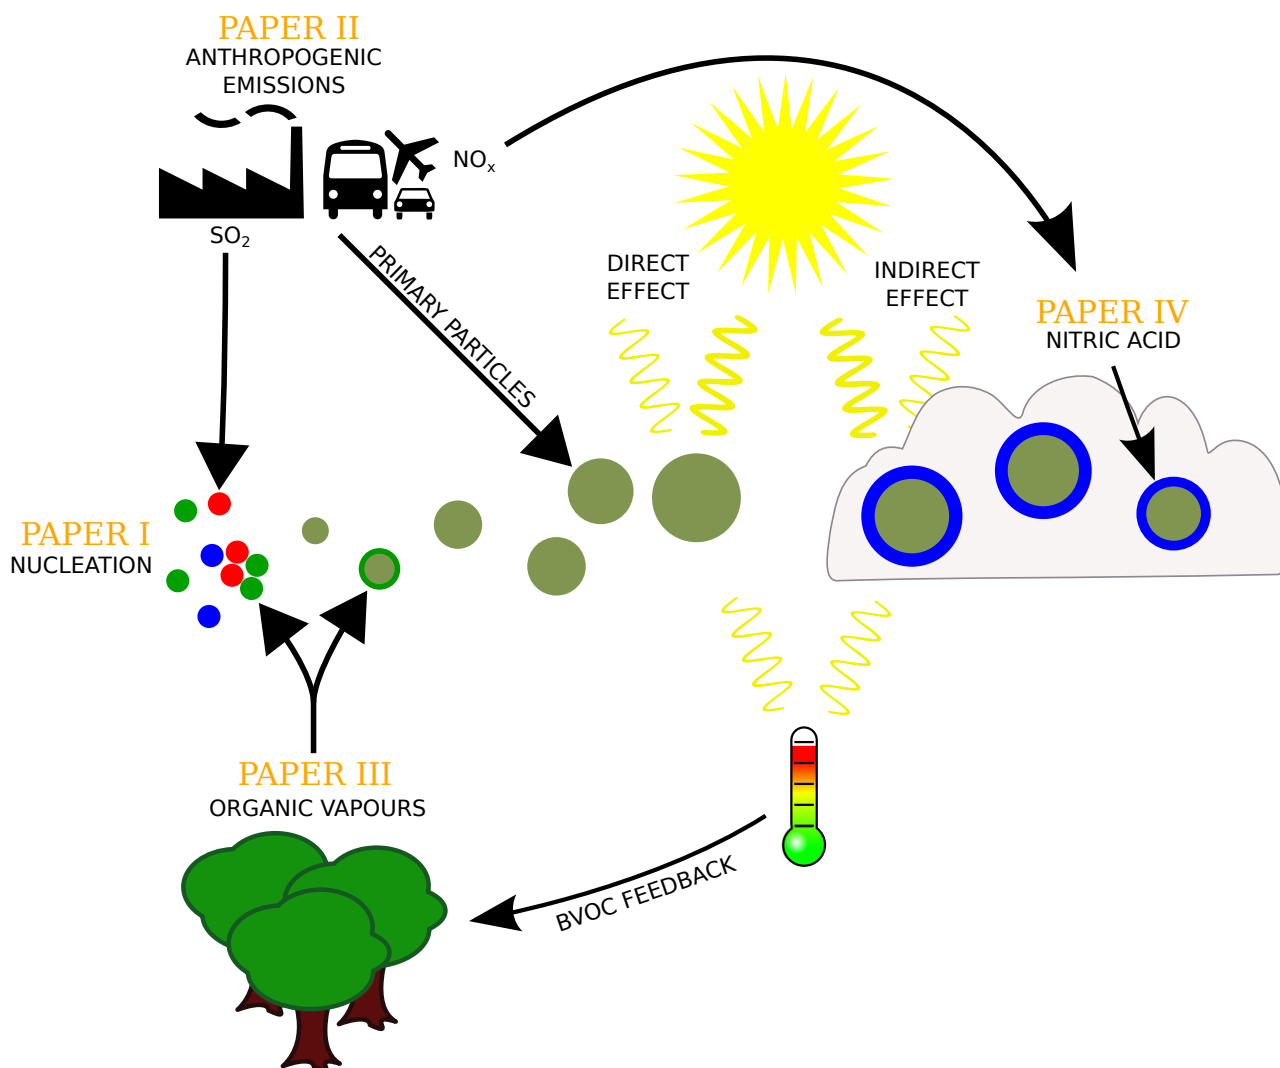 PAPER II
ANTHROPOGENIC
EMISSIONS
NOx
SO2
PRIMARY PARTICLES
DIRECT
EFFECT
INDIRECT
EFFECT
PAPER IV
NITRIC ACID
PAPER I
NUCLEATION
PAPER III
ORGANIC VAPOURS
BVOC FEEDBACK